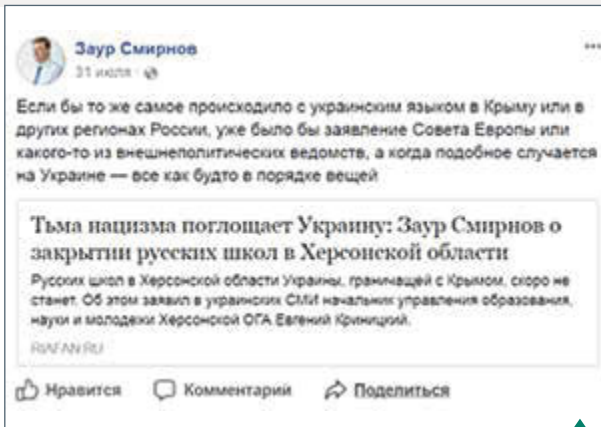 Заур Смирнов
31 июля
Если бы то же самое происходило с украинским языком в Крыму или в
других регионах России, уже было бы заявление Совета Европы или
какого-то из внешнеполитических ведомств, а когда подобное случается
на Украине — все как будто в порядке вещей
Тьма нацизма поглощает Украину: Заур Смирнов о
закрытии русских школ в Херсонской области
Русских школ в Херсонской области Украины, граничащей с Крымом, скоро не
станет. Об этом заявил в украинских СМИ начальник управления образования,
науки и молодежи Херсонской ОГА Евгений Криницкий.
RIAFAN.RU
Нравится Комментарий Поделиться